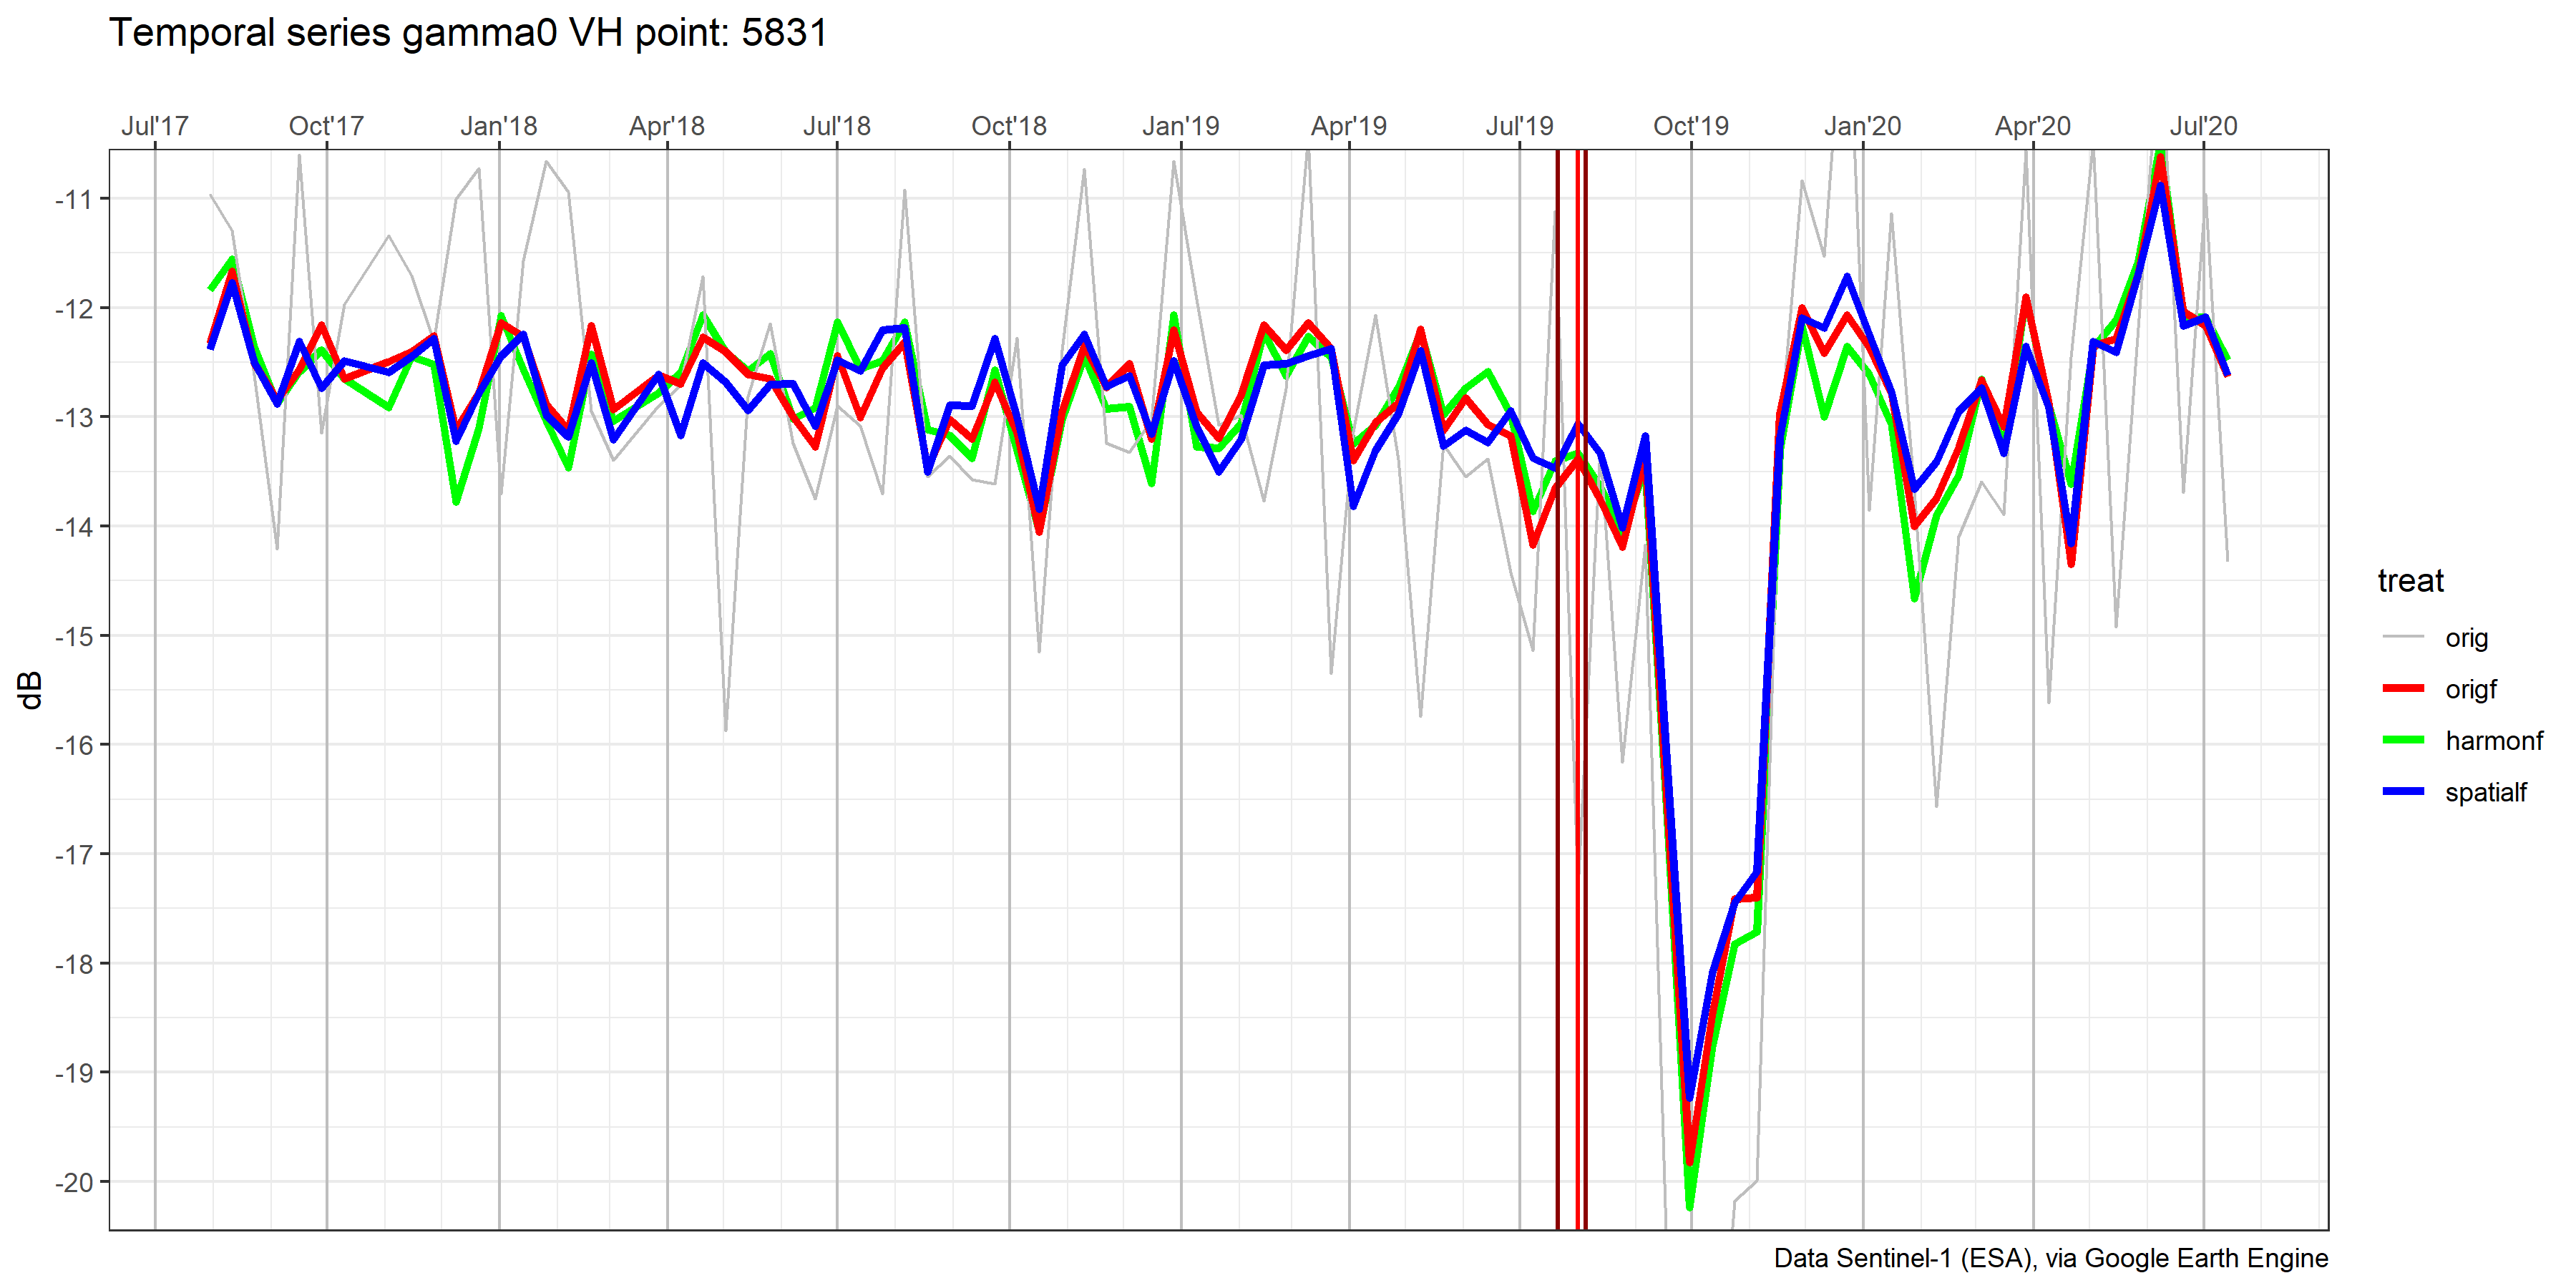 Temporal series gamma0 VH point: 5831
Jul'17 Oct'17 Jan'18 Apr'18 Jul'18 Oct'18 Jan'19 Apr'19 Jul'19 Oct'19 Jan'20 Apr'20 Jul'20
-11
-12
-13
-14
-15
-16
-17
-18
-19
-20
dB
treat
orig
origf
harmonf
spatialf
Data Sentinel-1 (ESA), via Google Earth Engine